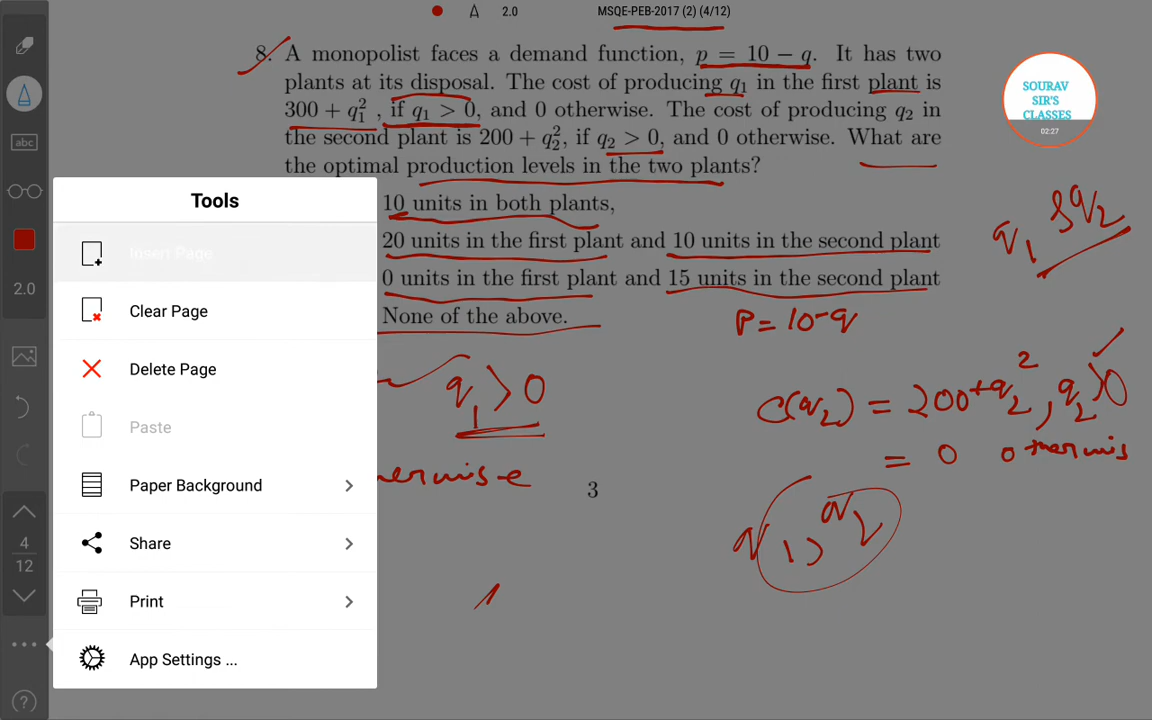 2.0
MSQE-PEB-2017 (2) (4/12)
8. A monopolist faces a demand function, p = 10 − q. It has two
plants at its disposal. The cost of producing q₁ in the first plant is
300 + q₁² , if q₁ > 0, and 0 otherwise. The cost of producing q₂ in
the second plant is 200 + q₂², if q₂ > 0, and 0 otherwise. What are
the optimal production levels in the two plants?
10 units in both plants,
20 units in the first plant and 10 units in the second plant
0 units in the first plant and 15 units in the second plant
None of the above.
SOURAV
SIR'S
CLASSES
02:27
q₁ & q₂
P = 10-q
q₁ > 0
C(q₂) = 200 + q₂², q₂ > 0
= 0 otherwis
herwise
3
q₁, q₂
abc
2.0
4
12
Tools
Insert Page
Clear Page
Delete Page
Paste
Paper Background
Share
Print
App Settings ...